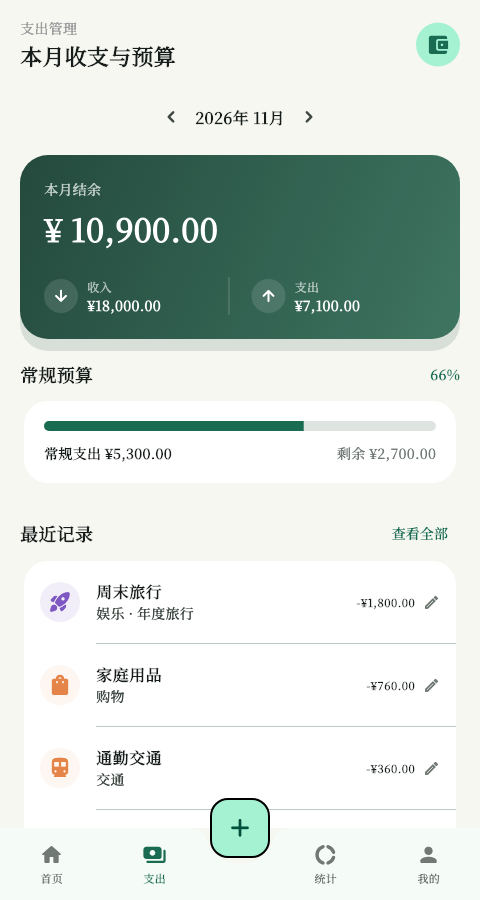 支出管理
本月收支与预算
2026年 11月
本月结余
¥ 10,900.00
收入
¥18,000.00
支出
¥7,100.00
常规预算
66%
常规支出 ¥5,300.00
剩余 ¥2,700.00
最近记录
查看全部
周末旅行
娱乐 · 年度旅行
-¥1,800.00
家庭用品
购物
-¥760.00
通勤交通
交通
-¥360.00
首页
支出
统计
我的